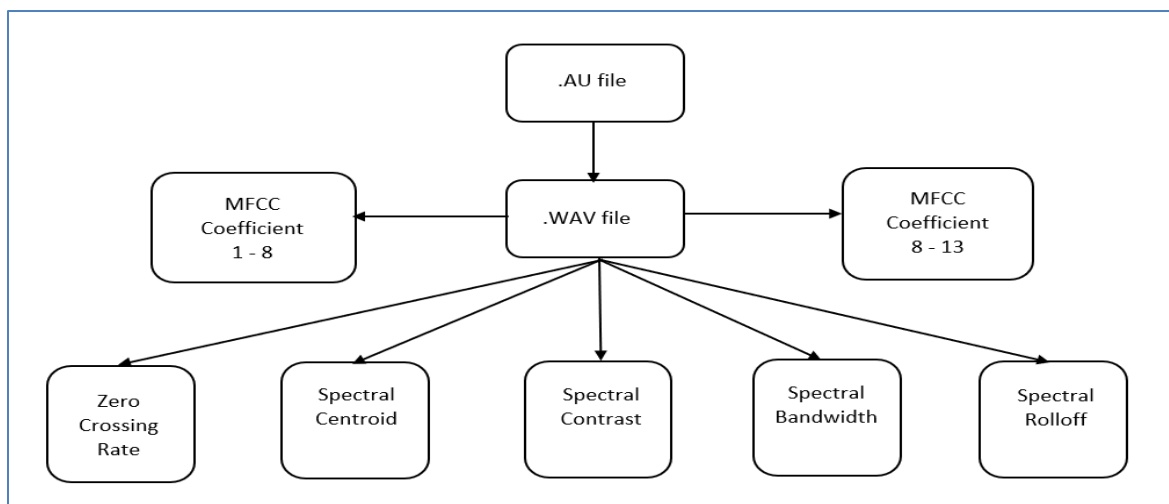 .AU file
MFCC
Coefficient
1 - 8
.WAV file
MFCC
Coefficient
8 - 13
Zero
Crossing
Rate
Spectral
Centroid
Spectral
Contrast
Spectral
Bandwidth
Spectral
Rolloff